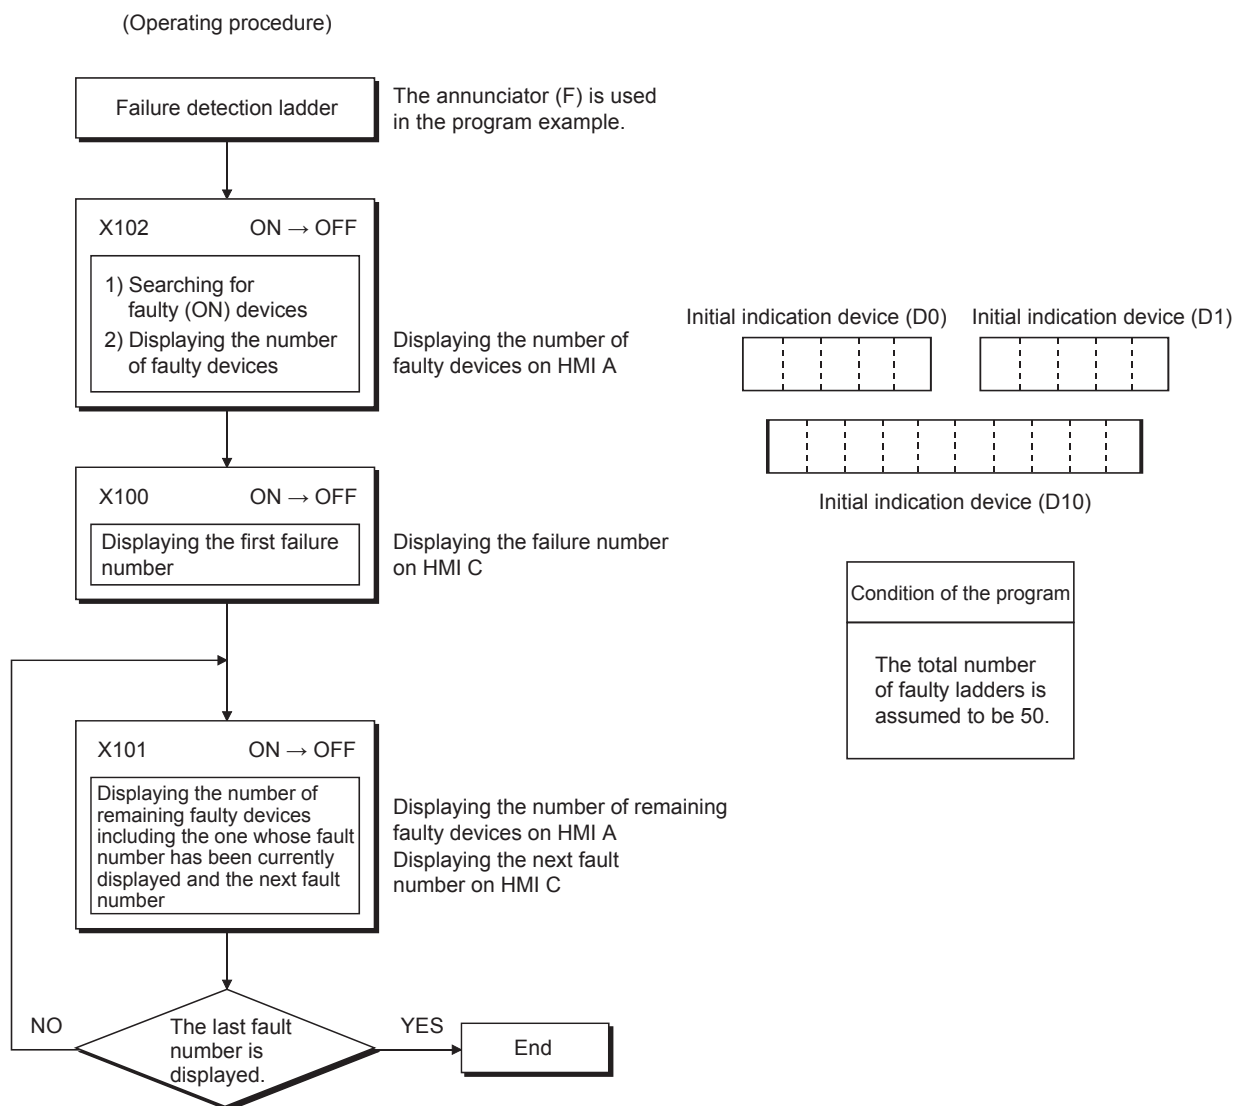 (Operating procedure)
Failure detection ladder
The annunciator (F) is used
in the program example.
X102 ON → OFF
1) Searching for
faulty (ON) devices
2) Displaying the number
of faulty devices
Displaying the number of
faulty devices on HMI A
X100 ON → OFF
Displaying the first failure
number
Displaying the failure number
on HMI C
X101 ON → OFF
Displaying the number of
remaining faulty devices
including the one whose fault
number has been currently
displayed and the next fault
number
Displaying the number of remaining
faulty devices on HMI A
Displaying the next fault
number on HMI C
NO
The last fault
number is
displayed.
YES
End
Initial indication device (D0)
Initial indication device (D1)
Initial indication device (D10)
Condition of the program
The total number
of faulty ladders is
assumed to be 50.